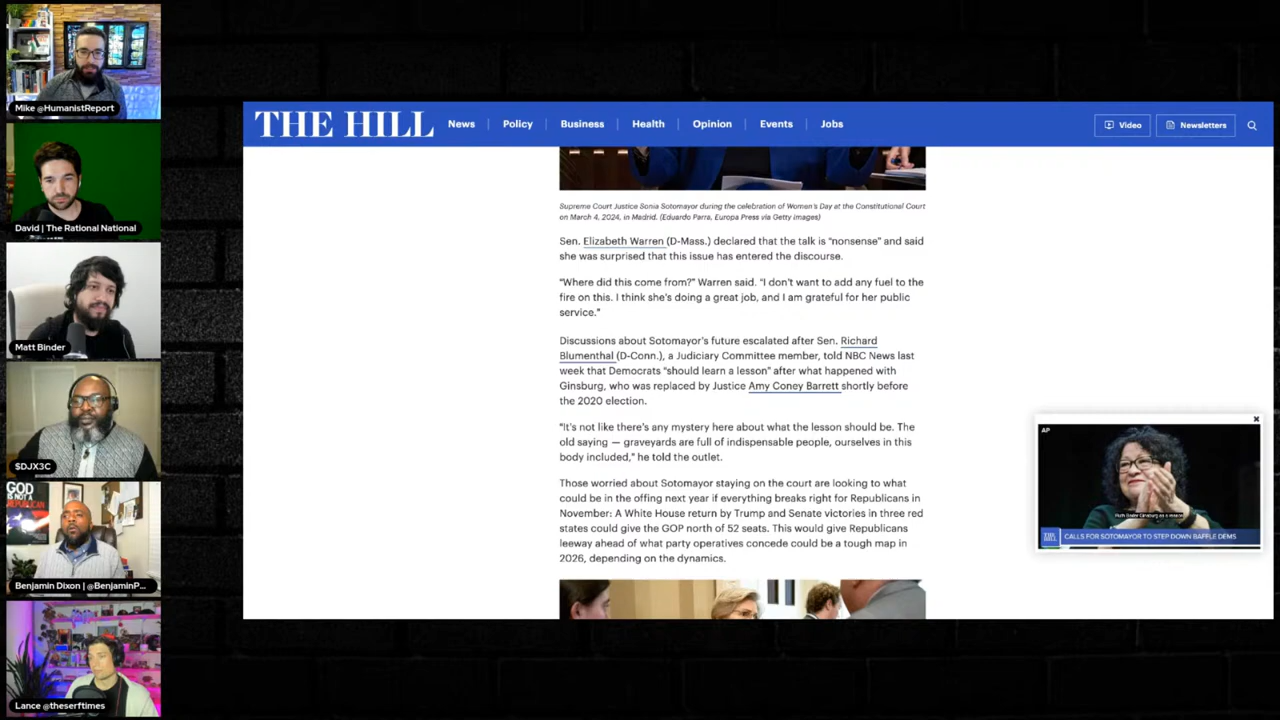 Mike @HumanistReport
David | The Rational National
Matt Binder
$DJX3C
GOD
IS NOT A
REPUBLICAN
Benjamin Dixon | @BenjaminP...
Lance @theserftimes
THE HILL
News | Policy | Business | Health | Opinion | Events | Jobs
Video
Newsletters
Supreme Court Justice Sonia Sotomayor during the celebration of Women's Day at the Constitutional Court
on March 4, 2024, in Madrid. (Eduardo Parra, Europa Press via Getty Images)
Sen. Elizabeth Warren (D-Mass.) declared that the talk is “nonsense” and said
she was surprised that this issue has entered the discourse.
“Where did this come from?” Warren said. “I don't want to add any fuel to the
fire on this. I think she's doing a great job, and I am grateful for her public
service.”
Discussions about Sotomayor's future escalated after Sen. Richard
Blumenthal (D-Conn.), a Judiciary Committee member, told NBC News last
week that Democrats “should learn a lesson” after what happened with
Ginsburg, who was replaced by Justice Amy Coney Barrett shortly before
the 2020 election.
“It's not like there's any mystery here about what the lesson should be. The
old saying — graveyards are full of indispensable people, ourselves in this
body included,” he told the outlet.
Those worried about Sotomayor staying on the court are looking to what
could be in the offing next year if everything breaks right for Republicans in
November: A White House return by Trump and Senate victories in three red
states could give the GOP north of 52 seats. This would give Republicans
leeway ahead of what party operatives concede could be a tough map in
2026, depending on the dynamics.
AP
Ruth Bader Ginsburg as a reason
THE HILL
CALLS FOR SOTOMAYOR TO STEP DOWN BAFFLE DEMS